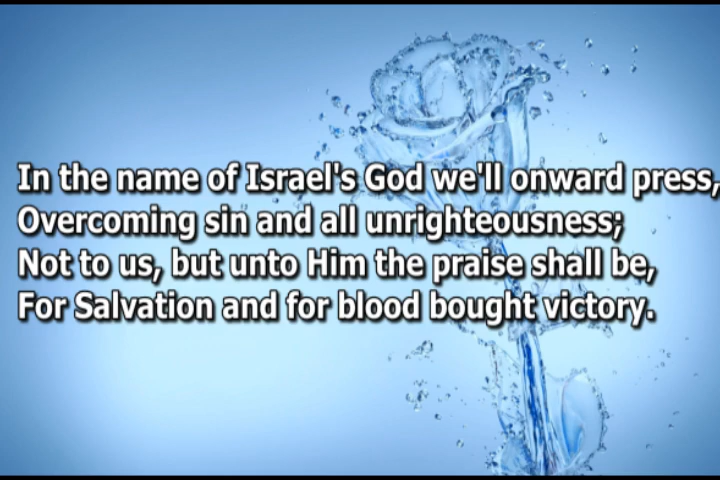 In the name of Israel's God we'll onward press,
Overcoming sin and all unrighteousness;
Not to us, but unto Him the praise shall be,
For Salvation and for blood bought victory.